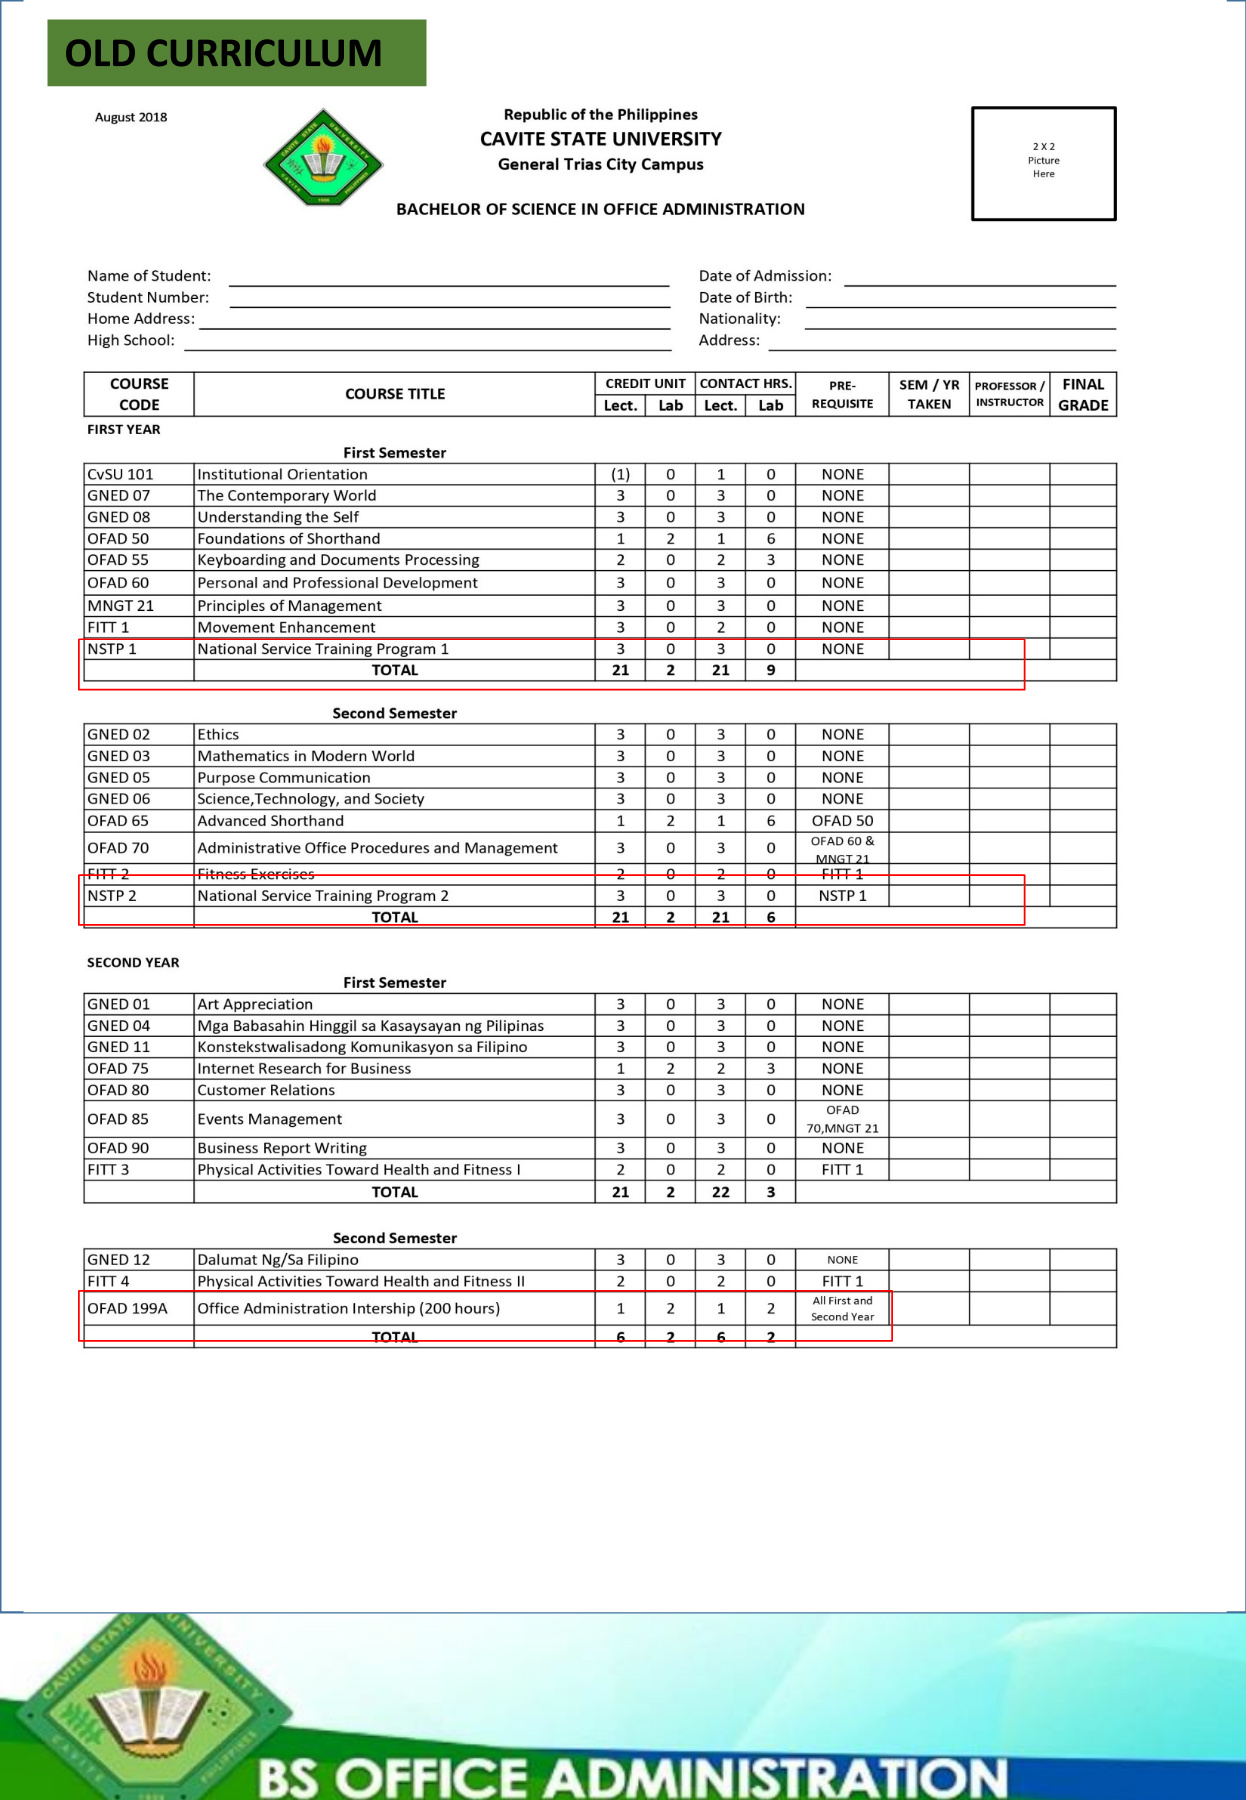 OLD CURRICULUM
August 2018
Republic of the Philippines
CAVITE STATE UNIVERSITY
General Trias City Campus
BACHELOR OF SCIENCE IN OFFICE ADMINISTRATION
CAVITE STATE UNIVERSITY
CAVITE PHILIPPINES
1906
2 X 2
Picture
Here
Name of Student: Date of Admission:
Student Number: Date of Birth:
Home Address: Nationality:
High School: Address:
COURSE CODE COURSE TITLE CREDIT UNIT Lect. Lab CONTACT HRS. Lect. Lab PRE-REQUISITE SEM / YR TAKEN PROFESSOR / INSTRUCTOR FINAL GRADE
FIRST YEAR
First Semester
CvSU 101 Institutional Orientation (1) 0 1 0 NONE
GNED 07 The Contemporary World 3 0 3 0 NONE
GNED 08 Understanding the Self 3 0 3 0 NONE
OFAD 50 Foundations of Shorthand 1 2 1 6 NONE
OFAD 55 Keyboarding and Documents Processing 2 0 2 3 NONE
OFAD 60 Personal and Professional Development 3 0 3 0 NONE
MNGT 21 Principles of Management 3 0 3 0 NONE
FITT 1 Movement Enhancement 3 0 2 0 NONE
NSTP 1 National Service Training Program 1 3 0 3 0 NONE
TOTAL 21 2 21 9
Second Semester
GNED 02 Ethics 3 0 3 0 NONE
GNED 03 Mathematics in Modern World 3 0 3 0 NONE
GNED 05 Purpose Communication 3 0 3 0 NONE
GNED 06 Science,Technology, and Society 3 0 3 0 NONE
OFAD 65 Advanced Shorthand 1 2 1 6 OFAD 50
OFAD 70 Administrative Office Procedures and Management 3 0 3 0 OFAD 60 & MNGT 21
FITT 2 Fitness Exercises 2 0 2 0 FITT 1
NSTP 2 National Service Training Program 2 3 0 3 0 NSTP 1
TOTAL 21 2 21 6
SECOND YEAR
First Semester
GNED 01 Art Appreciation 3 0 3 0 NONE
GNED 04 Mga Babasahin Hinggil sa Kasaysayan ng Pilipinas 3 0 3 0 NONE
GNED 11 Konstekstwalisadong Komunikasyon sa Filipino 3 0 3 0 NONE
OFAD 75 Internet Research for Business 1 2 2 3 NONE
OFAD 80 Customer Relations 3 0 3 0 NONE
OFAD 85 Events Management 3 0 3 0 OFAD 70,MNGT 21
OFAD 90 Business Report Writing 3 0 3 0 NONE
FITT 3 Physical Activities Toward Health and Fitness I 2 0 2 0 FITT 1
TOTAL 21 2 22 3
Second Semester
GNED 12 Dalumat Ng/Sa Filipino 3 0 3 0 NONE
FITT 4 Physical Activities Toward Health and Fitness II 2 0 2 0 FITT 1
OFAD 199A Office Administration Intership (200 hours) 1 2 1 2 All First and Second Year
TOTAL 6 2 6 2
CAVITE STATE UNIVERSITY
CAVITE PHILIPPINES
BS OFFICE ADMINISTRATION